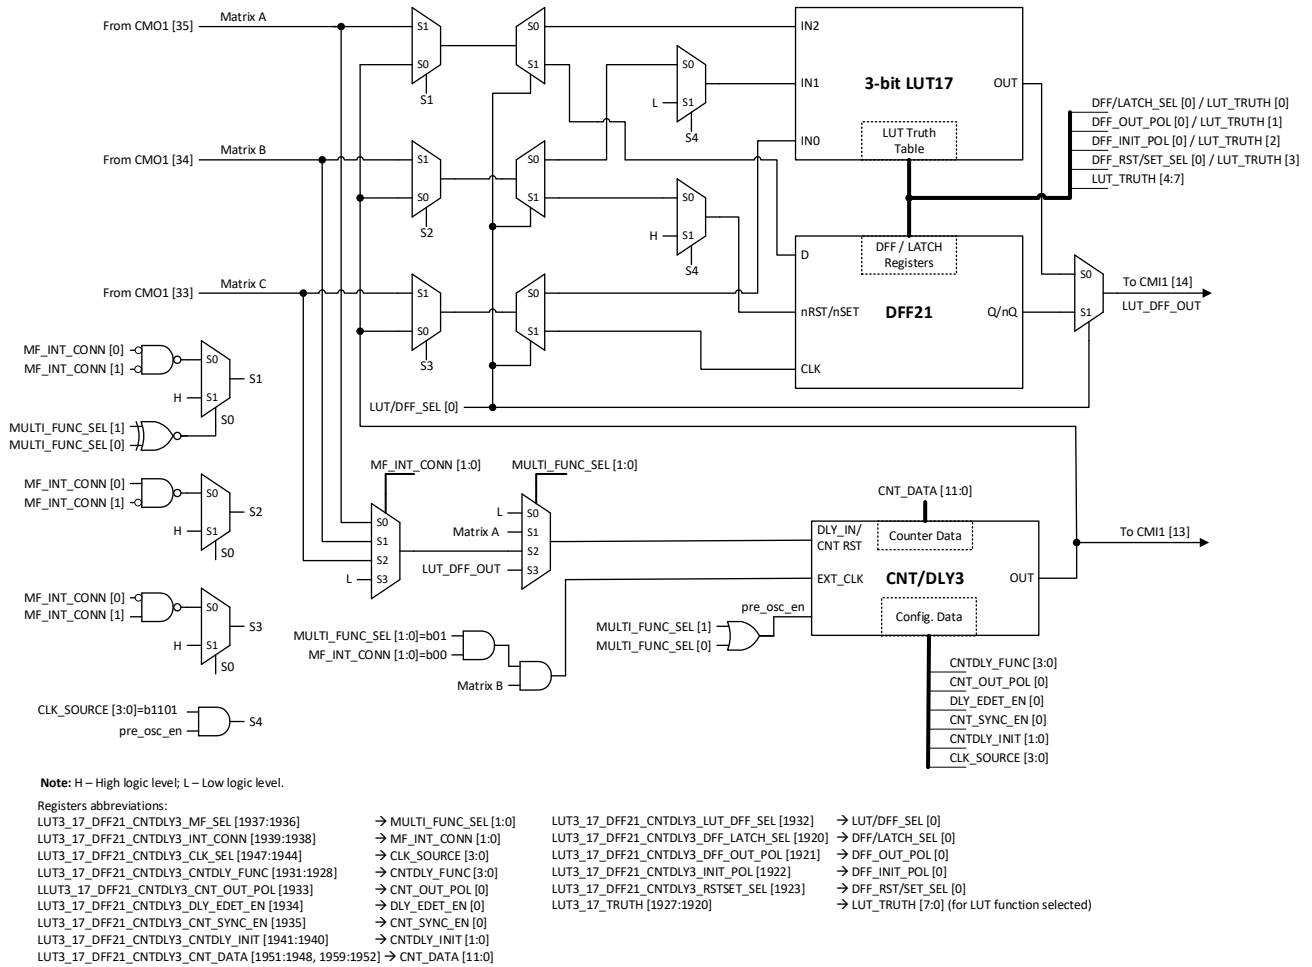 From CMO1 [35]
Matrix A
S1
S0
S1
S0
S1
S0
S1
L
S4
IN2
IN1
IN0
3-bit LUT17
OUT
LUT Truth
Table
DFF/LATCH_SEL [0] / LUT_TRUTH [0]
DFF_OUT_POL [0] / LUT_TRUTH [1]
DFF_INIT_POL [0] / LUT_TRUTH [2]
DFF_RST/SET_SEL [0] / LUT_TRUTH [3]
LUT_TRUTH [4:7]
From CMO1 [34]
Matrix B
S1
S0
S2
S0
S1
S0
H
S1
S4
DFF / LATCH
Registers
D
nRST/nSET
DFF21
Q/nQ
CLK
S0
S1
To CMI1 [14]
LUT_DFF_OUT
From CMO1 [33]
Matrix C
S1
S0
S3
S0
S1
LUT/DFF_SEL [0]
MF_INT_CONN [0]
MF_INT_CONN [1]
S0
H
S1
S1
S0
MULTI_FUNC_SEL [1]
MULTI_FUNC_SEL [0]
MF_INT_CONN [0]
MF_INT_CONN [1]
S0
H
S1
S2
S0
MF_INT_CONN [0]
MF_INT_CONN [1]
S0
H
S1
S3
S0
CLK_SOURCE [3:0]=b1101
pre_osc_en
S4
MF_INT_CONN [1:0]
S0
S1
S2
L
S3
MULTI_FUNC_SEL [1:0]
L
S0
Matrix A
S1
S2
LUT_DFF_OUT
S3
MULTI_FUNC_SEL [1:0]=b01
MF_INT_CONN [1:0]=b00
Matrix B
MULTI_FUNC_SEL [1]
MULTI_FUNC_SEL [0]
pre_osc_en
CNT_DATA [11:0]
DLY_IN/
CNT RST
Counter Data
EXT_CLK
CNT/DLY3
OUT
Config. Data
To CMI1 [13]
CNTDLY_FUNC [3:0]
CNT_OUT_POL [0]
DLY_EDET_EN [0]
CNT_SYNC_EN [0]
CNTDLY_INIT [1:0]
CLK_SOURCE [3:0]
Note: H – High logic level; L – Low logic level.
Registers abbreviations:
LUT3_17_DFF21_CNTDLY3_MF_SEL [1937:1936] → MULTI_FUNC_SEL [1:0]
LUT3_17_DFF21_CNTDLY3_INT_CONN [1939:1938] → MF_INT_CONN [1:0]
LUT3_17_DFF21_CNTDLY3_CLK_SEL [1947:1944] → CLK_SOURCE [3:0]
LUT3_17_DFF21_CNTDLY3_CNTDLY_FUNC [1931:1928] → CNTDLY_FUNC [3:0]
LLUT3_17_DFF21_CNTDLY3_CNT_OUT_POL [1933] → CNT_OUT_POL [0]
LUT3_17_DFF21_CNTDLY3_DLY_EDET_EN [1934] → DLY_EDET_EN [0]
LUT3_17_DFF21_CNTDLY3_CNT_SYNC_EN [1935] → CNT_SYNC_EN [0]
LUT3_17_DFF21_CNTDLY3_CNTDLY_INIT [1941:1940] → CNTDLY_INIT [1:0]
LUT3_17_DFF21_CNTDLY3_CNT_DATA [1951:1948, 1959:1952] → CNT_DATA [11:0]
LUT3_17_DFF21_CNTDLY3_LUT_DFF_SEL [1932] → LUT/DFF_SEL [0]
LUT3_17_DFF21_CNTDLY3_DFF_LATCH_SEL [1920] → DFF/LATCH_SEL [0]
LUT3_17_DFF21_CNTDLY3_DFF_OUT_POL [1921] → DFF_OUT_POL [0]
LUT3_17_DFF21_CNTDLY3_INIT_POL [1922] → DFF_INIT_POL [0]
LUT3_17_DFF21_CNTDLY3_RSTSET_SEL [1923] → DFF_RST/SET_SEL [0]
LUT3_17_TRUTH [1927:1920] → LUT_TRUTH [7:0] (for LUT function selected)